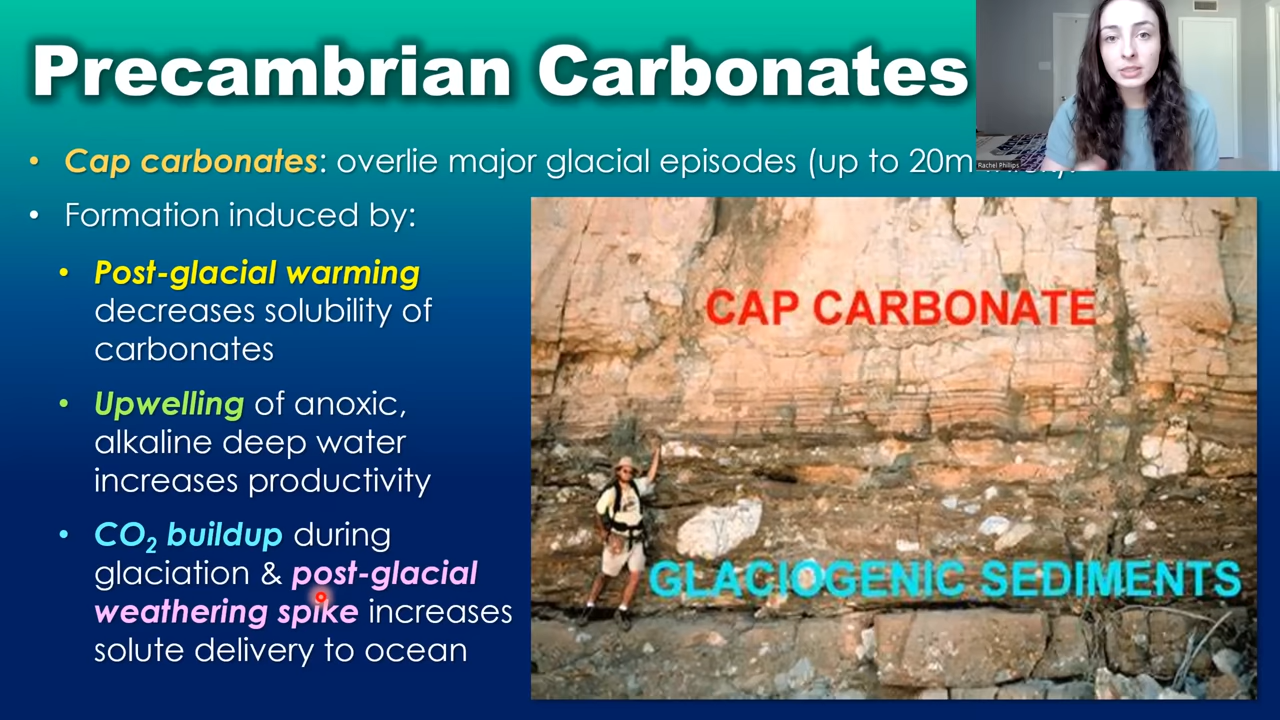 Precambrian Carbonates
Rachel Phillips
• Cap carbonates: overlie major glacial episodes (up to 20m
• Formation induced by:
• Post-glacial warming
decreases solubility of
carbonates
• Upwelling of anoxic,
alkaline deep water
increases productivity
• CO₂ buildup during
glaciation & post-glacial
weathering spike increases
solute delivery to ocean
CAP CARBONATE
GLACIOGENIC SEDIMENTS